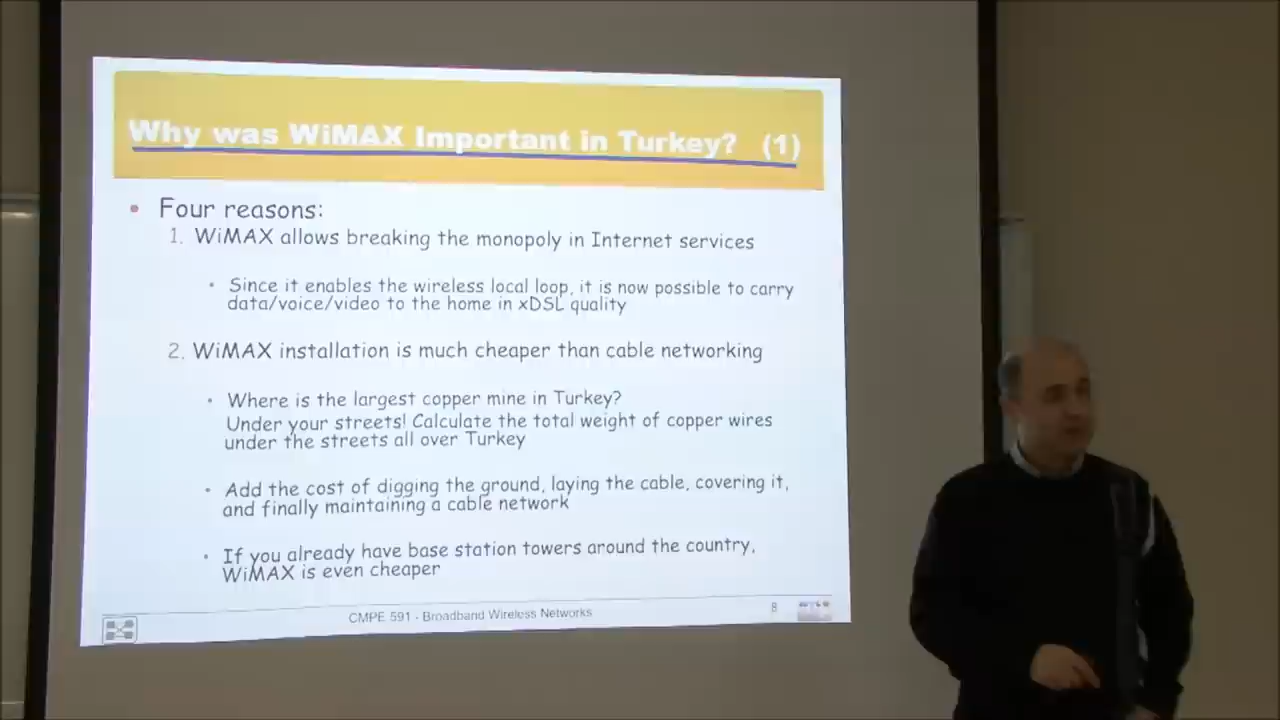 Why was WiMAX Important in Turkey? (1)
• Four reasons:
1. WiMAX allows breaking the monopoly in Internet services
• Since it enables the wireless local loop, it is now possible to carry
data/voice/video to the home in xDSL quality
2. WiMAX installation is much cheaper than cable networking
• Where is the largest copper mine in Turkey?
Under your streets! Calculate the total weight of copper wires
under the streets all over Turkey
• Add the cost of digging the ground, laying the cable, covering it,
and finally maintaining a cable network
• If you already have base station towers around the country,
WiMAX is even cheaper
CMPE 591 - Broadband Wireless Networks
8